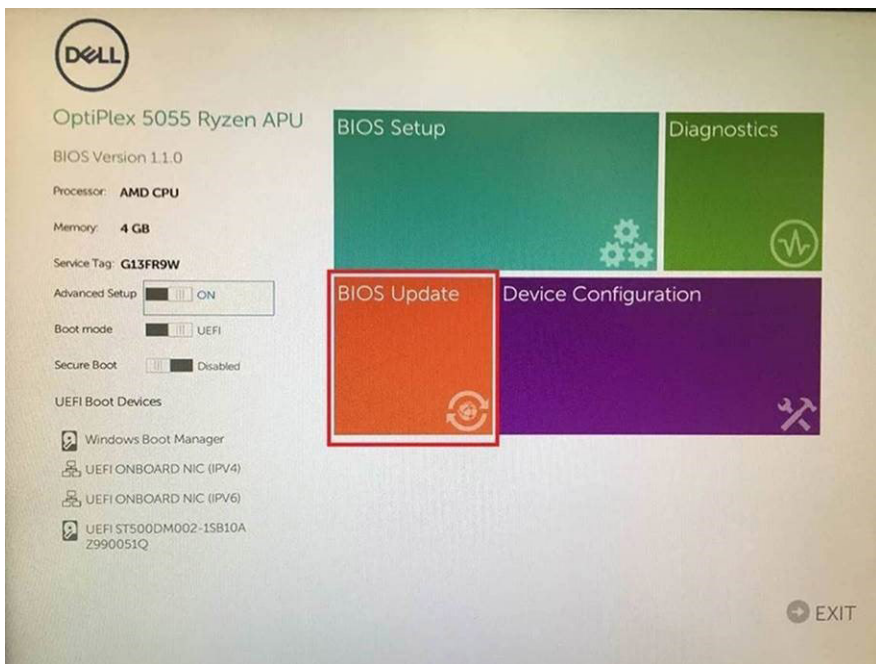 DELL
OptiPlex 5055 Ryzen APU
BIOS Version 1.1.0
Processor: AMD CPU
Memory: 4 GB
Service Tag: G13FR9W
Advanced Setup ON
Boot mode UEFI
Secure Boot Disabled
UEFI Boot Devices
Windows Boot Manager
UEFI ONBOARD NIC (IPV4)
UEFI ONBOARD NIC (IPV6)
UEFI ST500DM002-1SB10A
Z990051Q
BIOS Setup
Diagnostics
BIOS Update
Device Configuration
EXIT